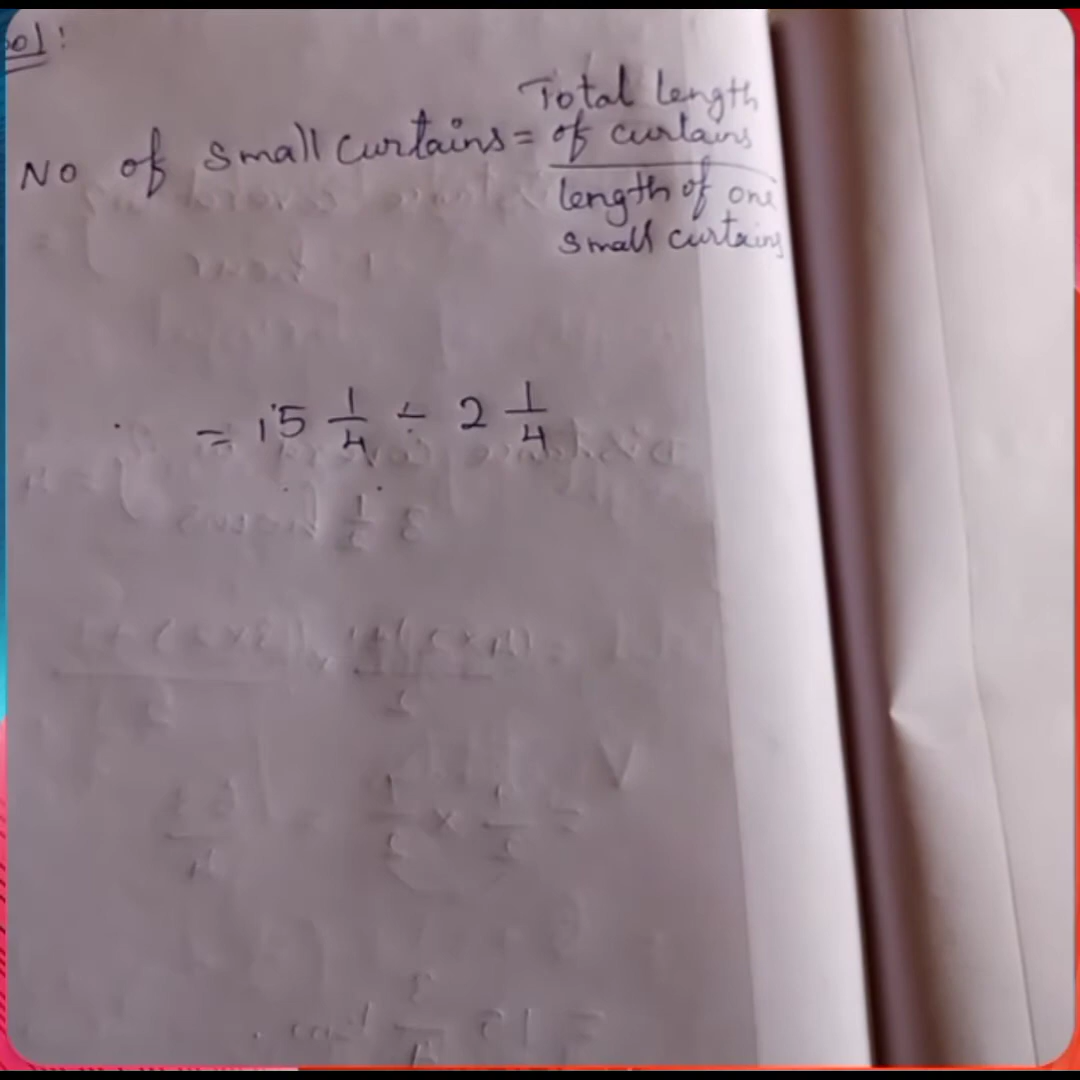 Sol:
Total length
No of small curtains = of curtains
length of one
small curtains
= 15 1/4 ÷ 2 1/4